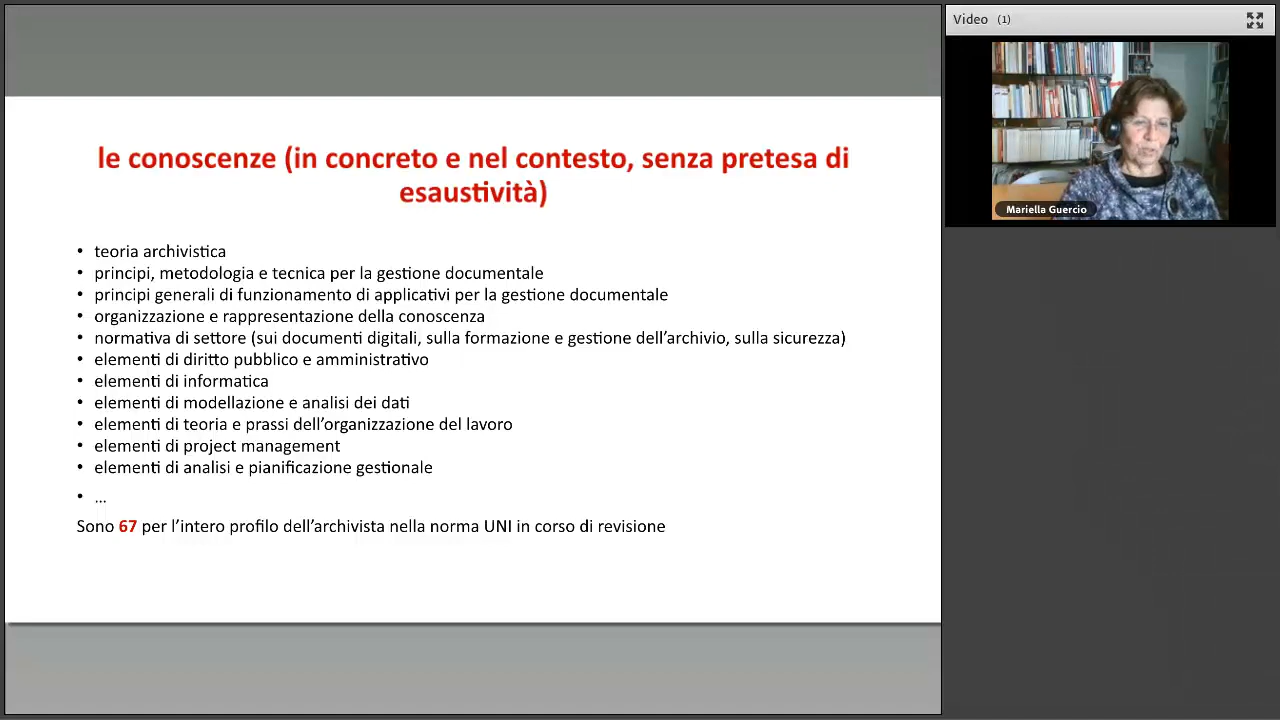 le conoscenze (in concreto e nel contesto, senza pretesa di
esaustività)
• teoria archivistica
• principi, metodologia e tecnica per la gestione documentale
• principi generali di funzionamento di applicativi per la gestione documentale
• organizzazione e rappresentazione della conoscenza
• normativa di settore (sui documenti digitali, sulla formazione e gestione dell’archivio, sulla sicurezza)
• elementi di diritto pubblico e amministrativo
• elementi di informatica
• elementi di modellazione e analisi dei dati
• elementi di teoria e prassi dell’organizzazione del lavoro
• elementi di project management
• elementi di analisi e pianificazione gestionale
• …
Sono 67 per l’intero profilo dell’archivista nella norma UNI in corso di revisione
Video (1)
Mariella Guercio